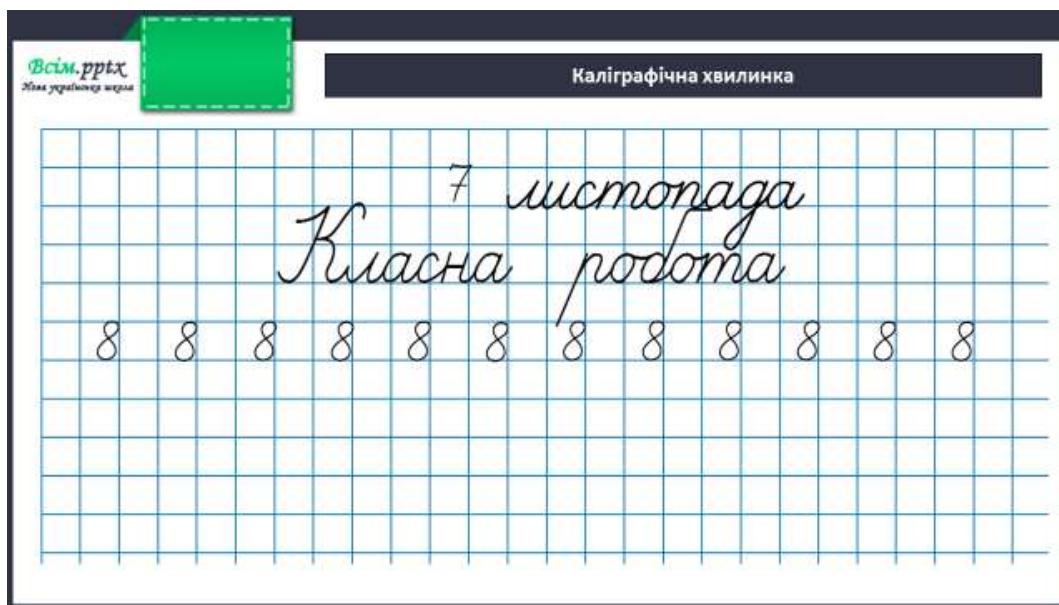 Всім.pptx
Нова українська школа
Каліграфічна хвилинка
7 листопада
Класна робота
8 8 8 8 8 8 8 8 8 8 8 8